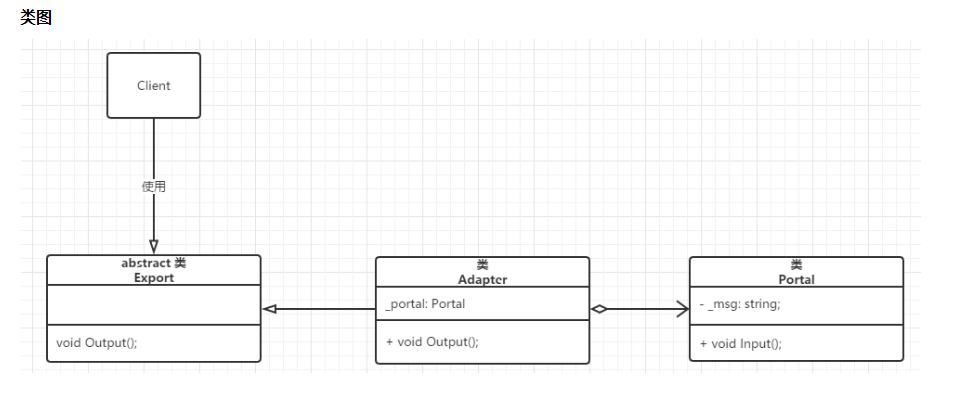 类图
Client
使用
abstract 类
Export
void Output();
类
Adapter
_portal: Portal
+ void Output();
类
Portal
- _msg: string;
+ void Input();